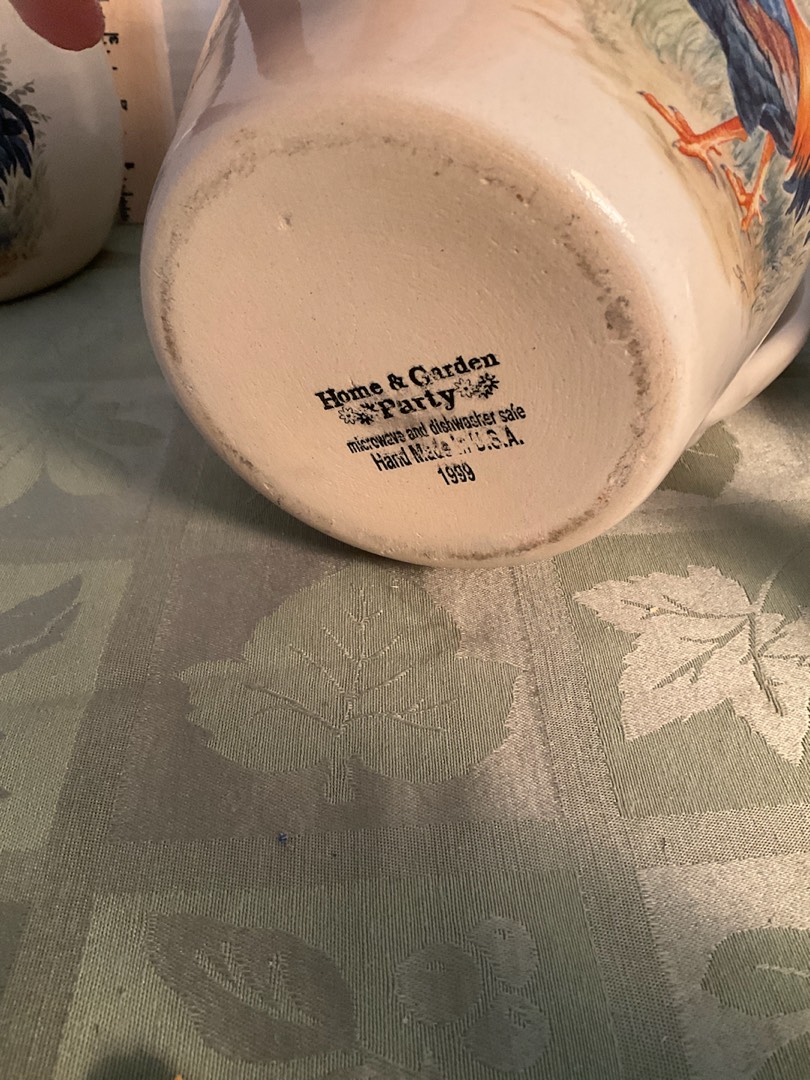 Home & Garden
Party
microwave and dishwasher safe
Hand Made in U.S.A.
1999